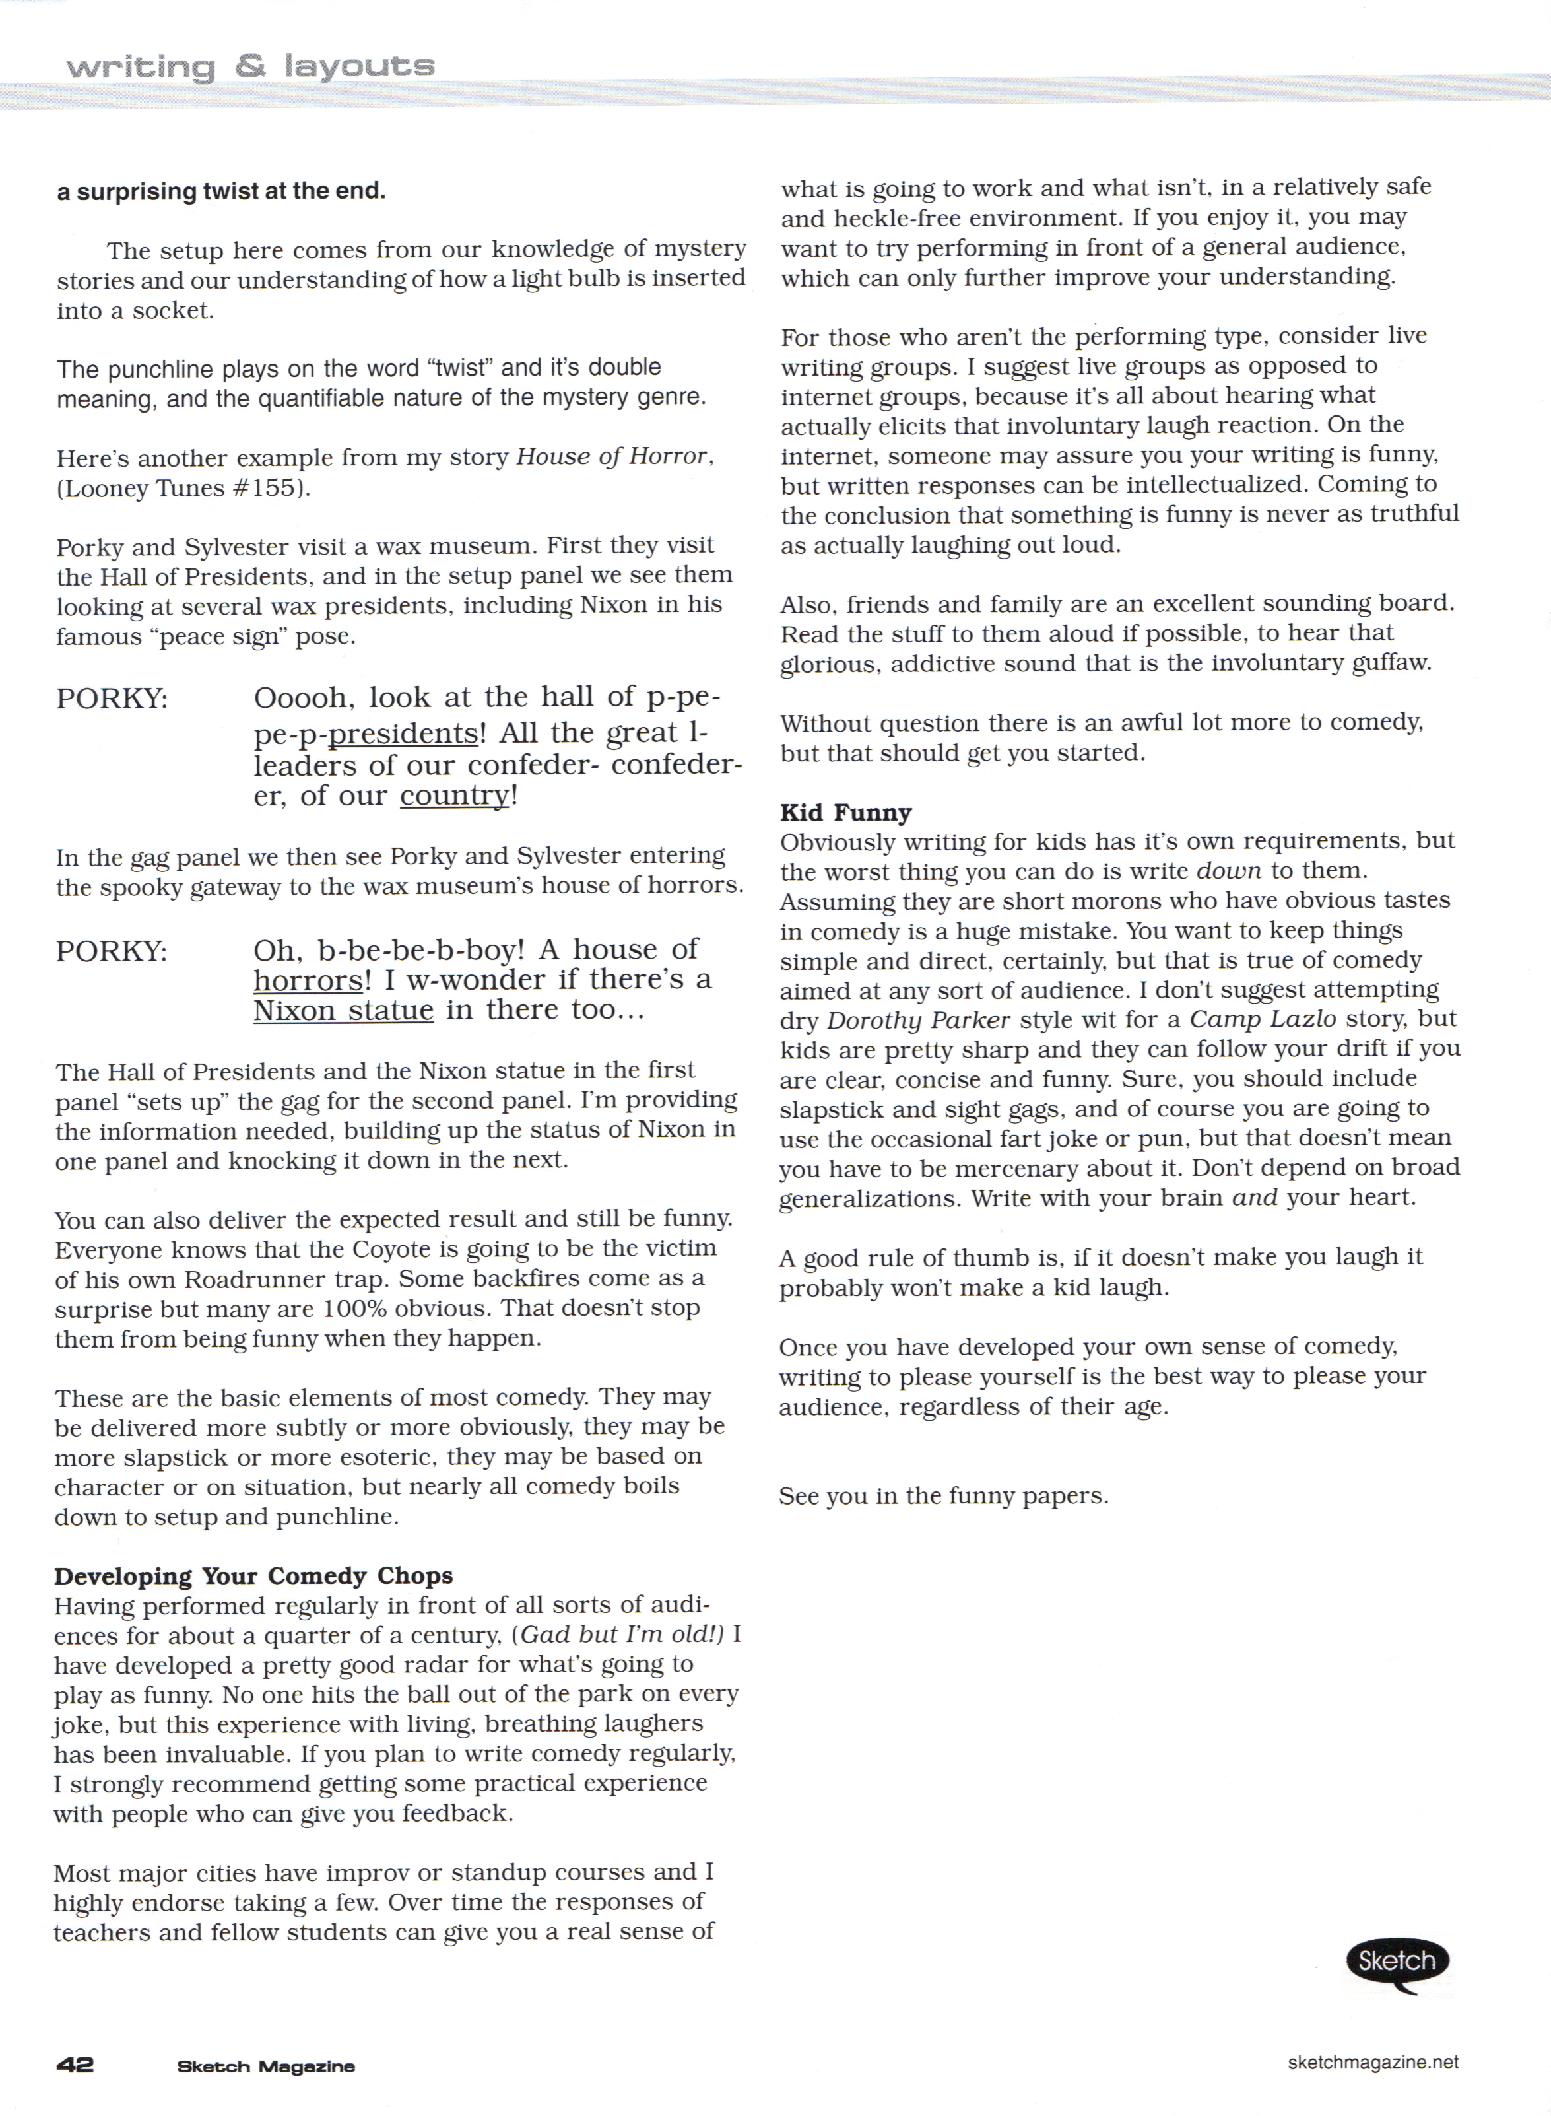 writing & layouts
a surprising twist at the end.
The setup here comes from our knowledge of mystery
stories and our understanding of how a light bulb is inserted
into a socket.
The punchline plays on the word “twist” and it’s double
meaning, and the quantifiable nature of the mystery genre.
Here’s another example from my story House of Horror,
(Looney Tunes #155).
Porky and Sylvester visit a wax museum. First they visit
the Hall of Presidents, and in the setup panel we see them
looking at several wax presidents, including Nixon in his
famous “peace sign” pose.
PORKY: Ooooh, look at the hall of p-pe-
pe-p-presidents! All the great l-
leaders of our confeder- confeder-
er, of our country!
In the gag panel we then see Porky and Sylvester entering
the spooky gateway to the wax museum’s house of horrors.
PORKY: Oh, b-be-be-b-boy! A house of
horrors! I w-wonder if there’s a
Nixon statue in there too...
The Hall of Presidents and the Nixon statue in the first
panel “sets up” the gag for the second panel. I’m providing
the information needed, building up the status of Nixon in
one panel and knocking it down in the next.
You can also deliver the expected result and still be funny.
Everyone knows that the Coyote is going to be the victim
of his own Roadrunner trap. Some backfires come as a
surprise but many are 100% obvious. That doesn’t stop
them from being funny when they happen.
These are the basic elements of most comedy. They may
be delivered more subtly or more obviously, they may be
more slapstick or more esoteric, they may be based on
character or on situation, but nearly all comedy boils
down to setup and punchline.
Developing Your Comedy Chops
Having performed regularly in front of all sorts of audi-
ences for about a quarter of a century, (Gad but I’m old!) I
have developed a pretty good radar for what’s going to
play as funny. No one hits the ball out of the park on every
joke, but this experience with living, breathing laughers
has been invaluable. If you plan to write comedy regularly,
I strongly recommend getting some practical experience
with people who can give you feedback.
Most major cities have improv or standup courses and I
highly endorse taking a few. Over time the responses of
teachers and fellow students can give you a real sense of
what is going to work and what isn’t, in a relatively safe
and heckle-free environment. If you enjoy it, you may
want to try performing in front of a general audience,
which can only further improve your understanding.
For those who aren’t the performing type, consider live
writing groups. I suggest live groups as opposed to
internet groups, because it’s all about hearing what
actually elicits that involuntary laugh reaction. On the
internet, someone may assure you your writing is funny,
but written responses can be intellectualized. Coming to
the conclusion that something is funny is never as truthful
as actually laughing out loud.
Also, friends and family are an excellent sounding board.
Read the stuff to them aloud if possible, to hear that
glorious, addictive sound that is the involuntary guffaw.
Without question there is an awful lot more to comedy,
but that should get you started.
Kid Funny
Obviously writing for kids has it’s own requirements, but
the worst thing you can do is write down to them.
Assuming they are short morons who have obvious tastes
in comedy is a huge mistake. You want to keep things
simple and direct, certainly, but that is true of comedy
aimed at any sort of audience. I don’t suggest attempting
dry Dorothy Parker style wit for a Camp Lazlo story, but
kids are pretty sharp and they can follow your drift if you
are clear, concise and funny. Sure, you should include
slapstick and sight gags, and of course you are going to
use the occasional fart joke or pun, but that doesn’t mean
you have to be mercenary about it. Don’t depend on broad
generalizations. Write with your brain and your heart.
A good rule of thumb is, if it doesn’t make you laugh it
probably won’t make a kid laugh.
Once you have developed your own sense of comedy,
writing to please yourself is the best way to please your
audience, regardless of their age.
See you in the funny papers.
Sketch
42 Sketch Magazine
sketchmagazine.net